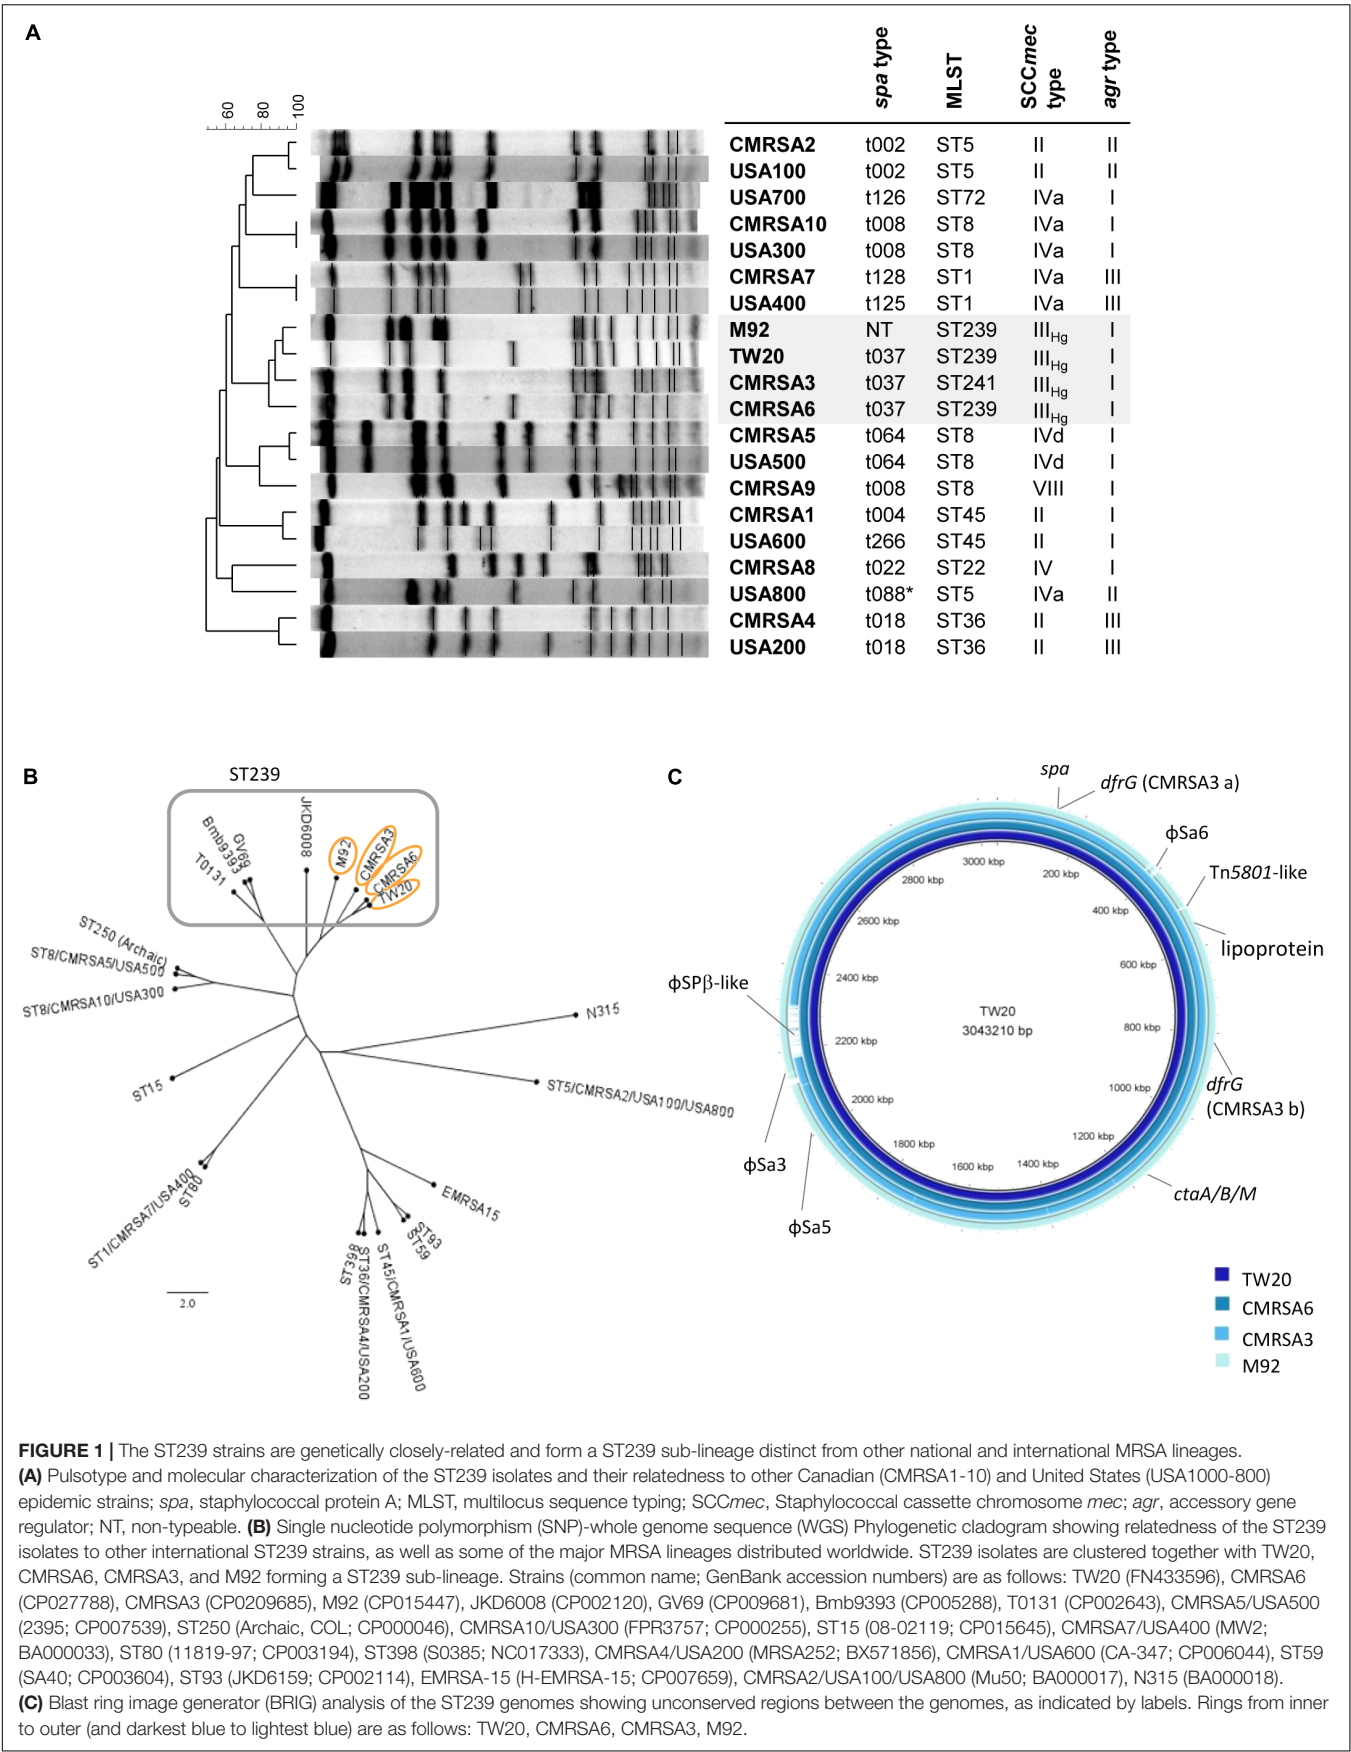 A
60
80
100
spa type
MLST
SCCmec type
agr type
CMRSA2 t002 ST5 II II
USA100 t002 ST5 II II
USA700 t126 ST72 IVa I
CMRSA10 t008 ST8 IVa I
USA300 t008 ST8 IVa I
CMRSA7 t128 ST1 IVa III
USA400 t125 ST1 IVa III
M92 NT ST239 IIIHg I
TW20 t037 ST239 IIIHg I
CMRSA3 t037 ST241 IIIHg I
CMRSA6 t037 ST239 IIIHg I
CMRSA5 t064 ST8 IVd I
USA500 t064 ST8 IVd I
CMRSA9 t008 ST8 VIII I
CMRSA1 t004 ST45 II I
USA600 t266 ST45 II I
CMRSA8 t022 ST22 IV I
USA800 t088* ST5 IVa II
CMRSA4 t018 ST36 II III
USA200 t018 ST36 II III
B
ST239
T0131
Bmb9393
GV69
JKD6008
M92
CMRSA3
CMRSA6
TW20
ST250 (Archaic)
ST8/CMRSA5/USA500
ST8/CMRSA10/USA300
N315
ST15
ST5/CMRSA2/USA100/USA800
ST1/CMRSA7/USA400
ST80
EMRSA15
ST93
ST59
ST398
ST36/CMRSA4/USA200
ST45/CMRSA1/USA600
2.0
C
spa
dfrG (CMRSA3 a)
ϕSa6
Tn5801-like
lipoprotein
dfrG
(CMRSA3 b)
ctaA/B/M
ϕSa5
ϕSa3
ϕSPβ-like
3000 kbp
200 kbp
400 kbp
600 kbp
800 kbp
1000 kbp
1200 kbp
1400 kbp
1600 kbp
1800 kbp
2000 kbp
2200 kbp
2400 kbp
2600 kbp
2800 kbp
TW20
3043210 bp
TW20
CMRSA6
CMRSA3
M92
FIGURE 1 | The ST239 strains are genetically closely-related and form a ST239 sub-lineage distinct from other national and international MRSA lineages.
(A) Pulsotype and molecular characterization of the ST239 isolates and their relatedness to other Canadian (CMRSA1-10) and United States (USA1000-800)
epidemic strains; spa, staphylococcal protein A; MLST, multilocus sequence typing; SCCmec, Staphylococcal cassette chromosome mec; agr, accessory gene
regulator; NT, non-typeable. (B) Single nucleotide polymorphism (SNP)-whole genome sequence (WGS) Phylogenetic cladogram showing relatedness of the ST239
isolates to other international ST239 strains, as well as some of the major MRSA lineages distributed worldwide. ST239 isolates are clustered together with TW20,
CMRSA6, CMRSA3, and M92 forming a ST239 sub-lineage. Strains (common name; GenBank accession numbers) are as follows: TW20 (FN433596), CMRSA6
(CP027788), CMRSA3 (CP0209685), M92 (CP015447), JKD6008 (CP002120), GV69 (CP009681), Bmb9393 (CP005288), T0131 (CP002643), CMRSA5/USA500
(2395; CP007539), ST250 (Archaic, COL; CP000046), CMRSA10/USA300 (FPR3757; CP000255), ST15 (08-02119; CP015645), CMRSA7/USA400 (MW2;
BA000033), ST80 (11819-97; CP003194), ST398 (S0385; NC017333), CMRSA4/USA200 (MRSA252; BX571856), CMRSA1/USA600 (CA-347; CP006044), ST59
(SA40; CP003604), ST93 (JKD6159; CP002114), EMRSA-15 (H-EMRSA-15; CP007659), CMRSA2/USA100/USA800 (Mu50; BA000017), N315 (BA000018).
(C) Blast ring image generator (BRIG) analysis of the ST239 genomes showing unconserved regions between the genomes, as indicated by labels. Rings from inner
to outer (and darkest blue to lightest blue) are as follows: TW20, CMRSA6, CMRSA3, M92.